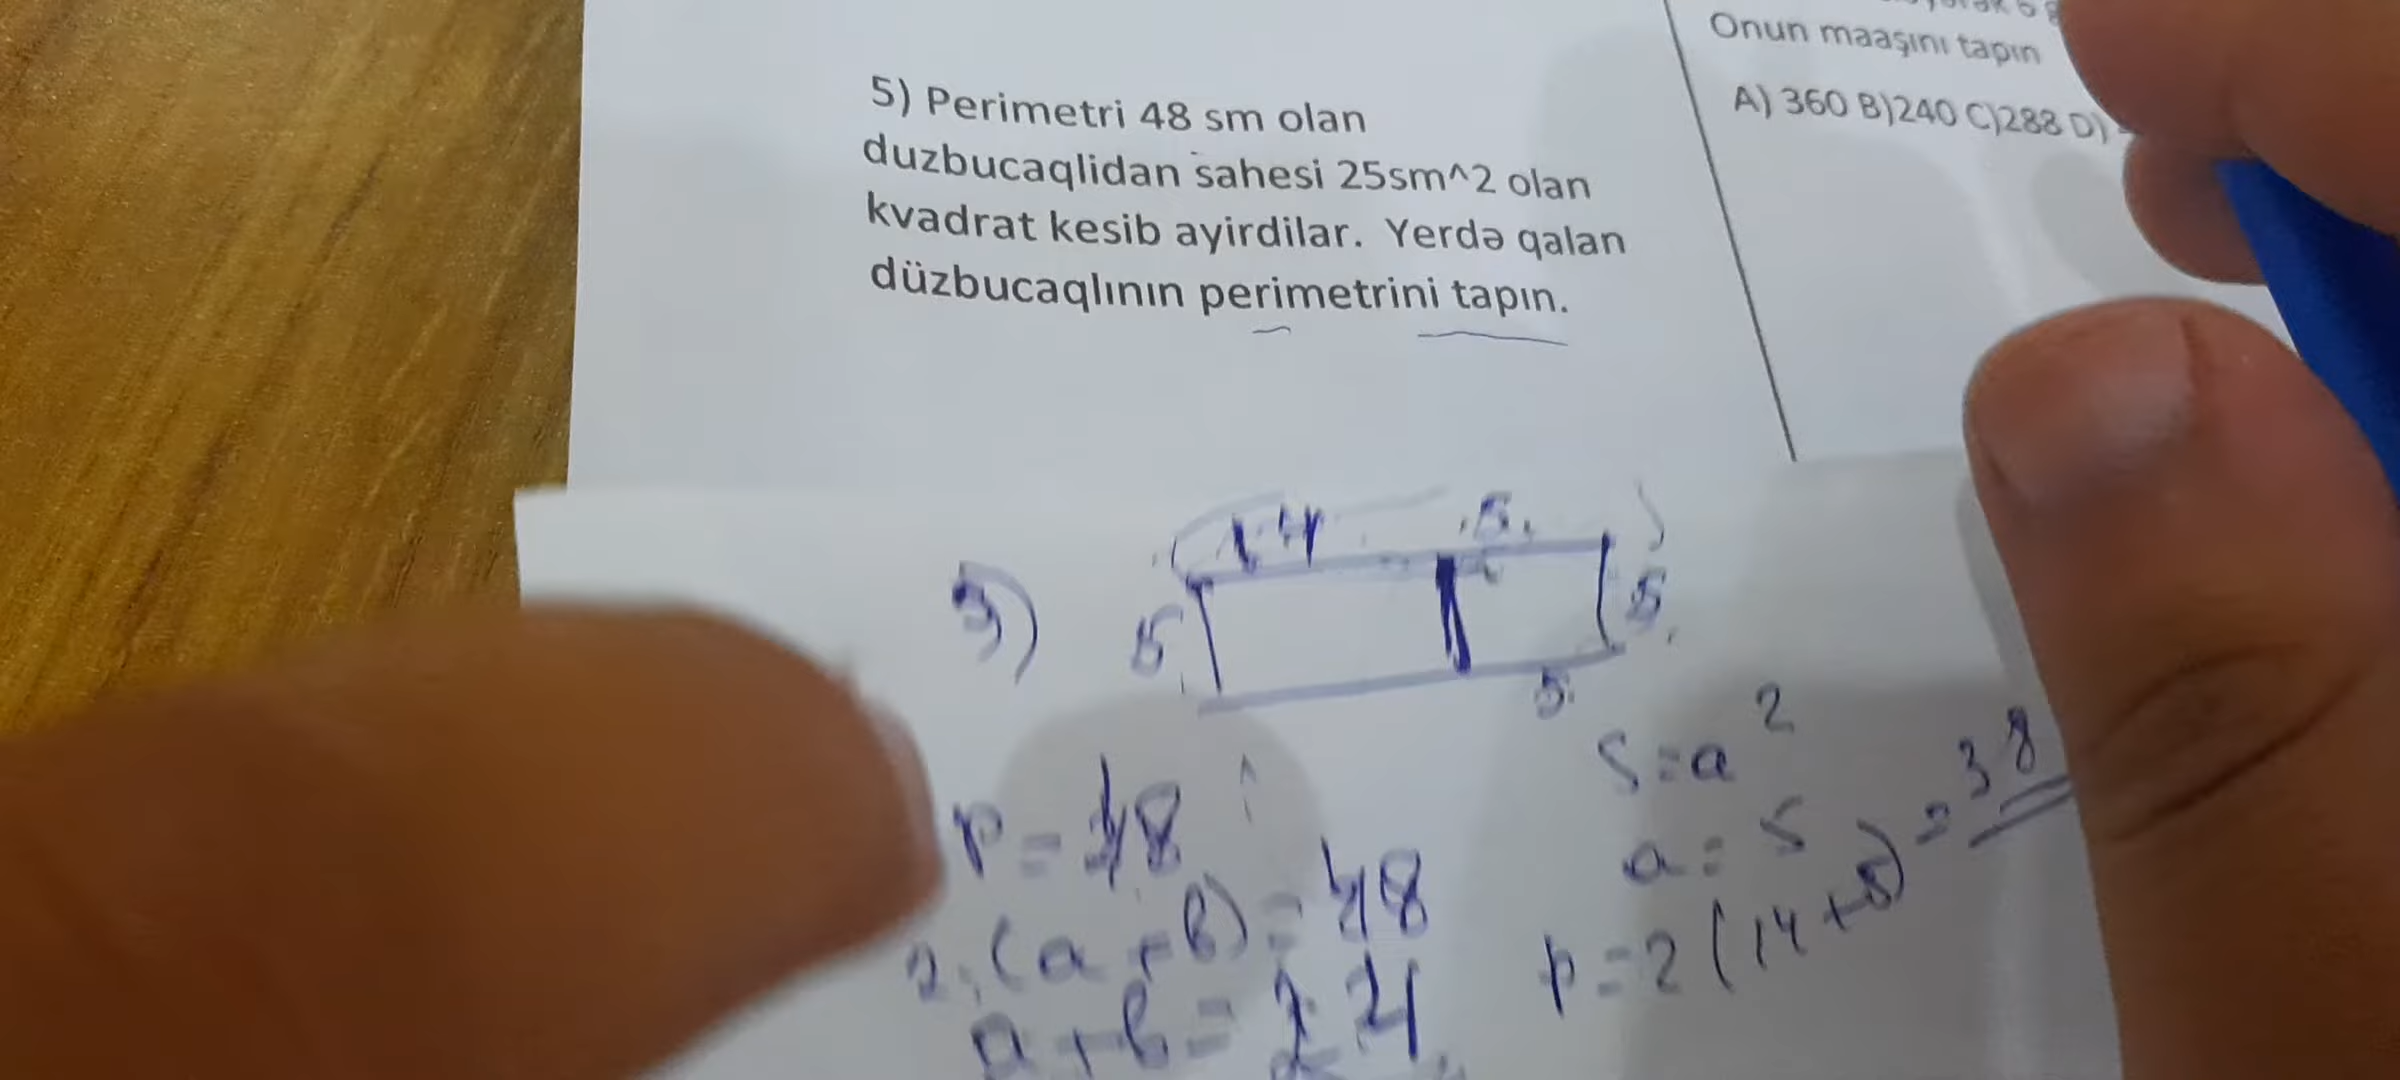 Onun maaşını tapın
A) 360 B)240 C)288 D)
5) Perimetri 48 sm olan
duzbucaqlidan sahesi 25sm^2 olan
kvadrat kesib ayirdilar. Yerdə qalan
düzbucaqlının perimetrini tapın.
14 5
5 5
5
S=a²
a=5
P=2(14+5)=38
P=48
2.(a+b)=48
a+b=24